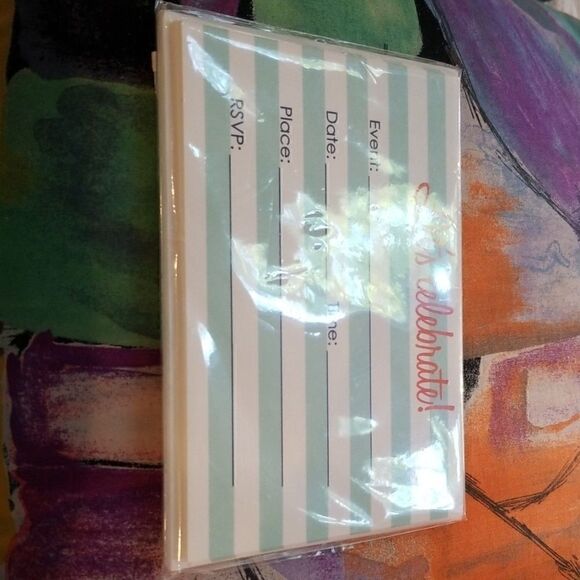 celebrate!
Event:
Date: Time:
Place:
RSVP: